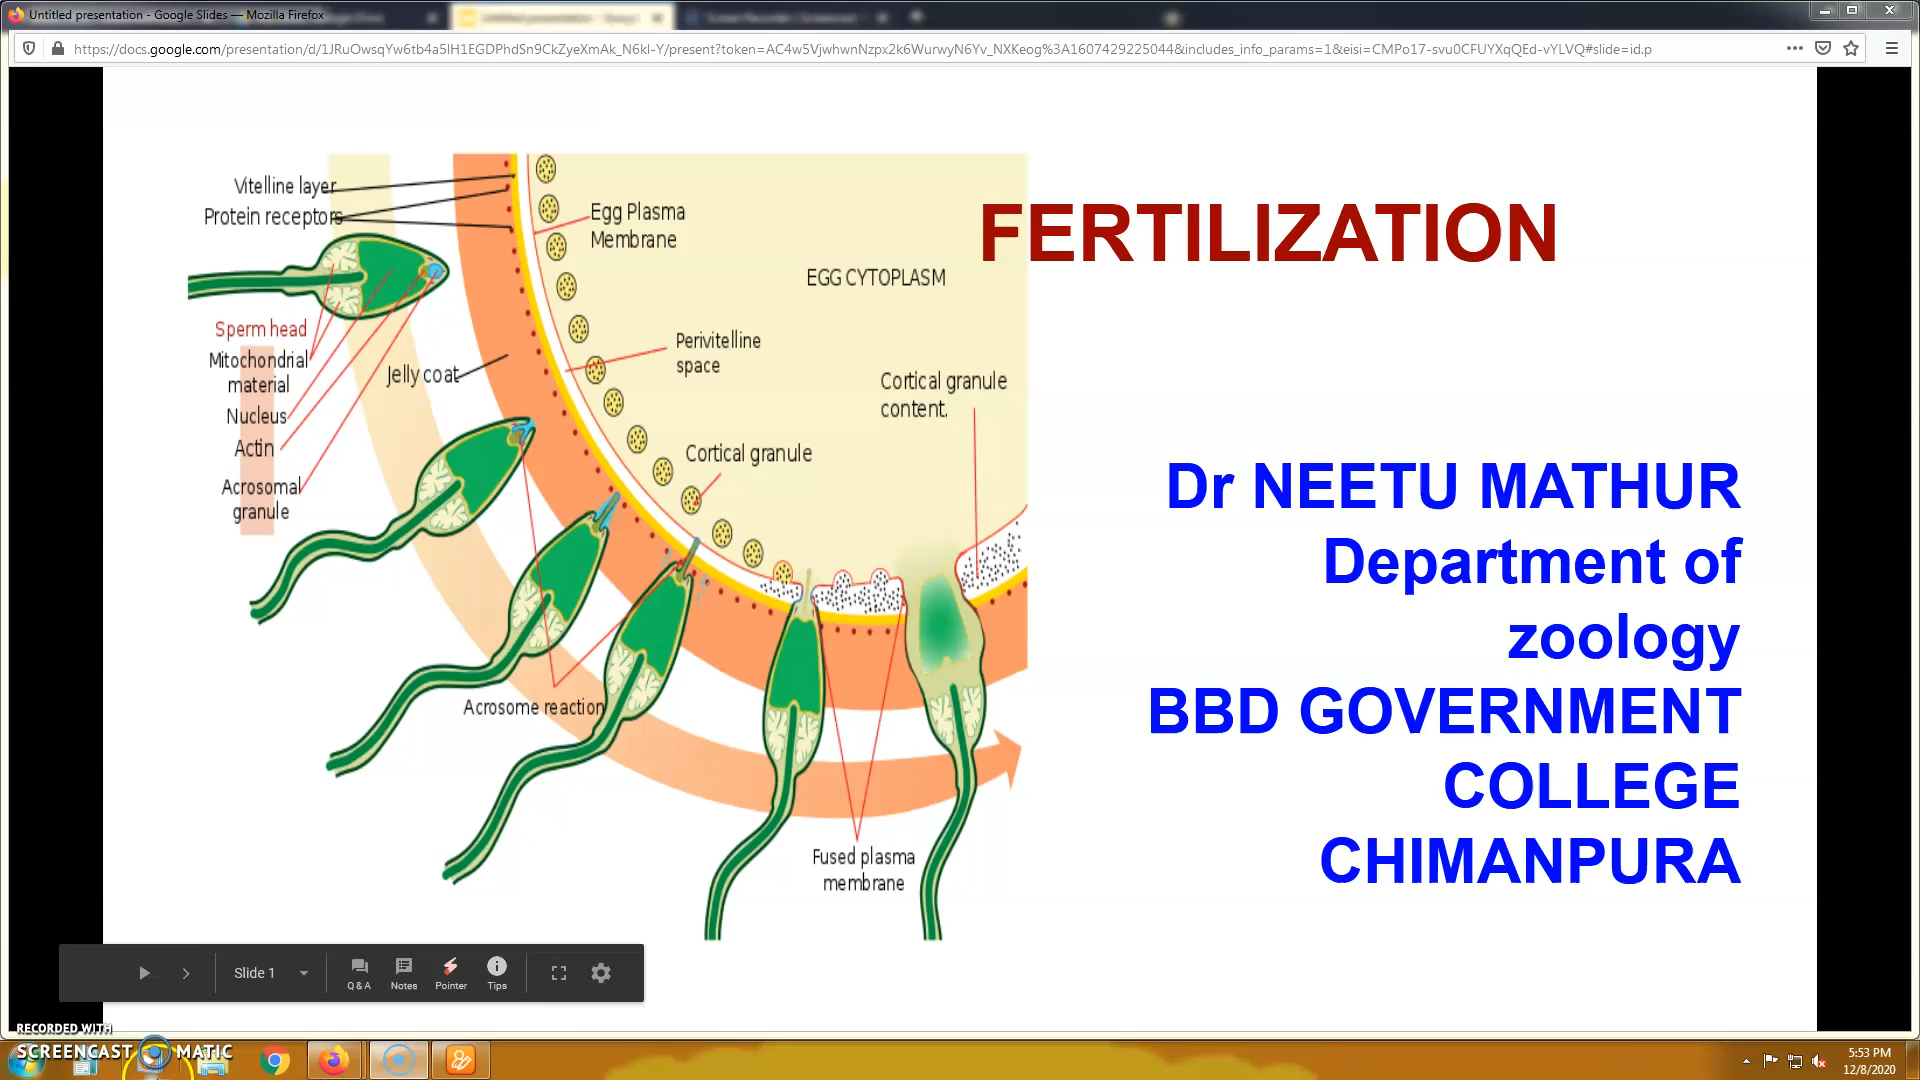 Untitled presentation - Google Slides — Mozilla Firefox
https://docs.google.com/presentation/d/1JRuOwsqYw6tb4a5lH1EGDPhdSn9CkZyeXmAk_N6kI-Y/present?token=AC4w5VjwhwnNzpx2k6WurwyN6Yv_NXKeog%3A1607429225044&includes_info_params=1&eisi=CMPo17-svu0CFUYXqQEd-vYLVQ#slide=id.p
Vitelline layer
Protein receptors
Egg Plasma
Membrane
EGG CYTOPLASM
FERTILIZATION
Sperm head
Mitochondrial
material
Nucleus
Actin
Acrosomal
granule
Jelly coat
Perivitelline
space
Cortical granule
content.
Cortical granule
Acrosome reaction
Fused plasma
membrane
Dr NEETU MATHUR
Department of
zoology
BBD GOVERNMENT
COLLEGE
CHIMANPURA
Slide 1
Q & A
Notes
Pointer
Tips
RECORDED WITH
SCREENCAST MATIC
5:53 PM
12/8/2020